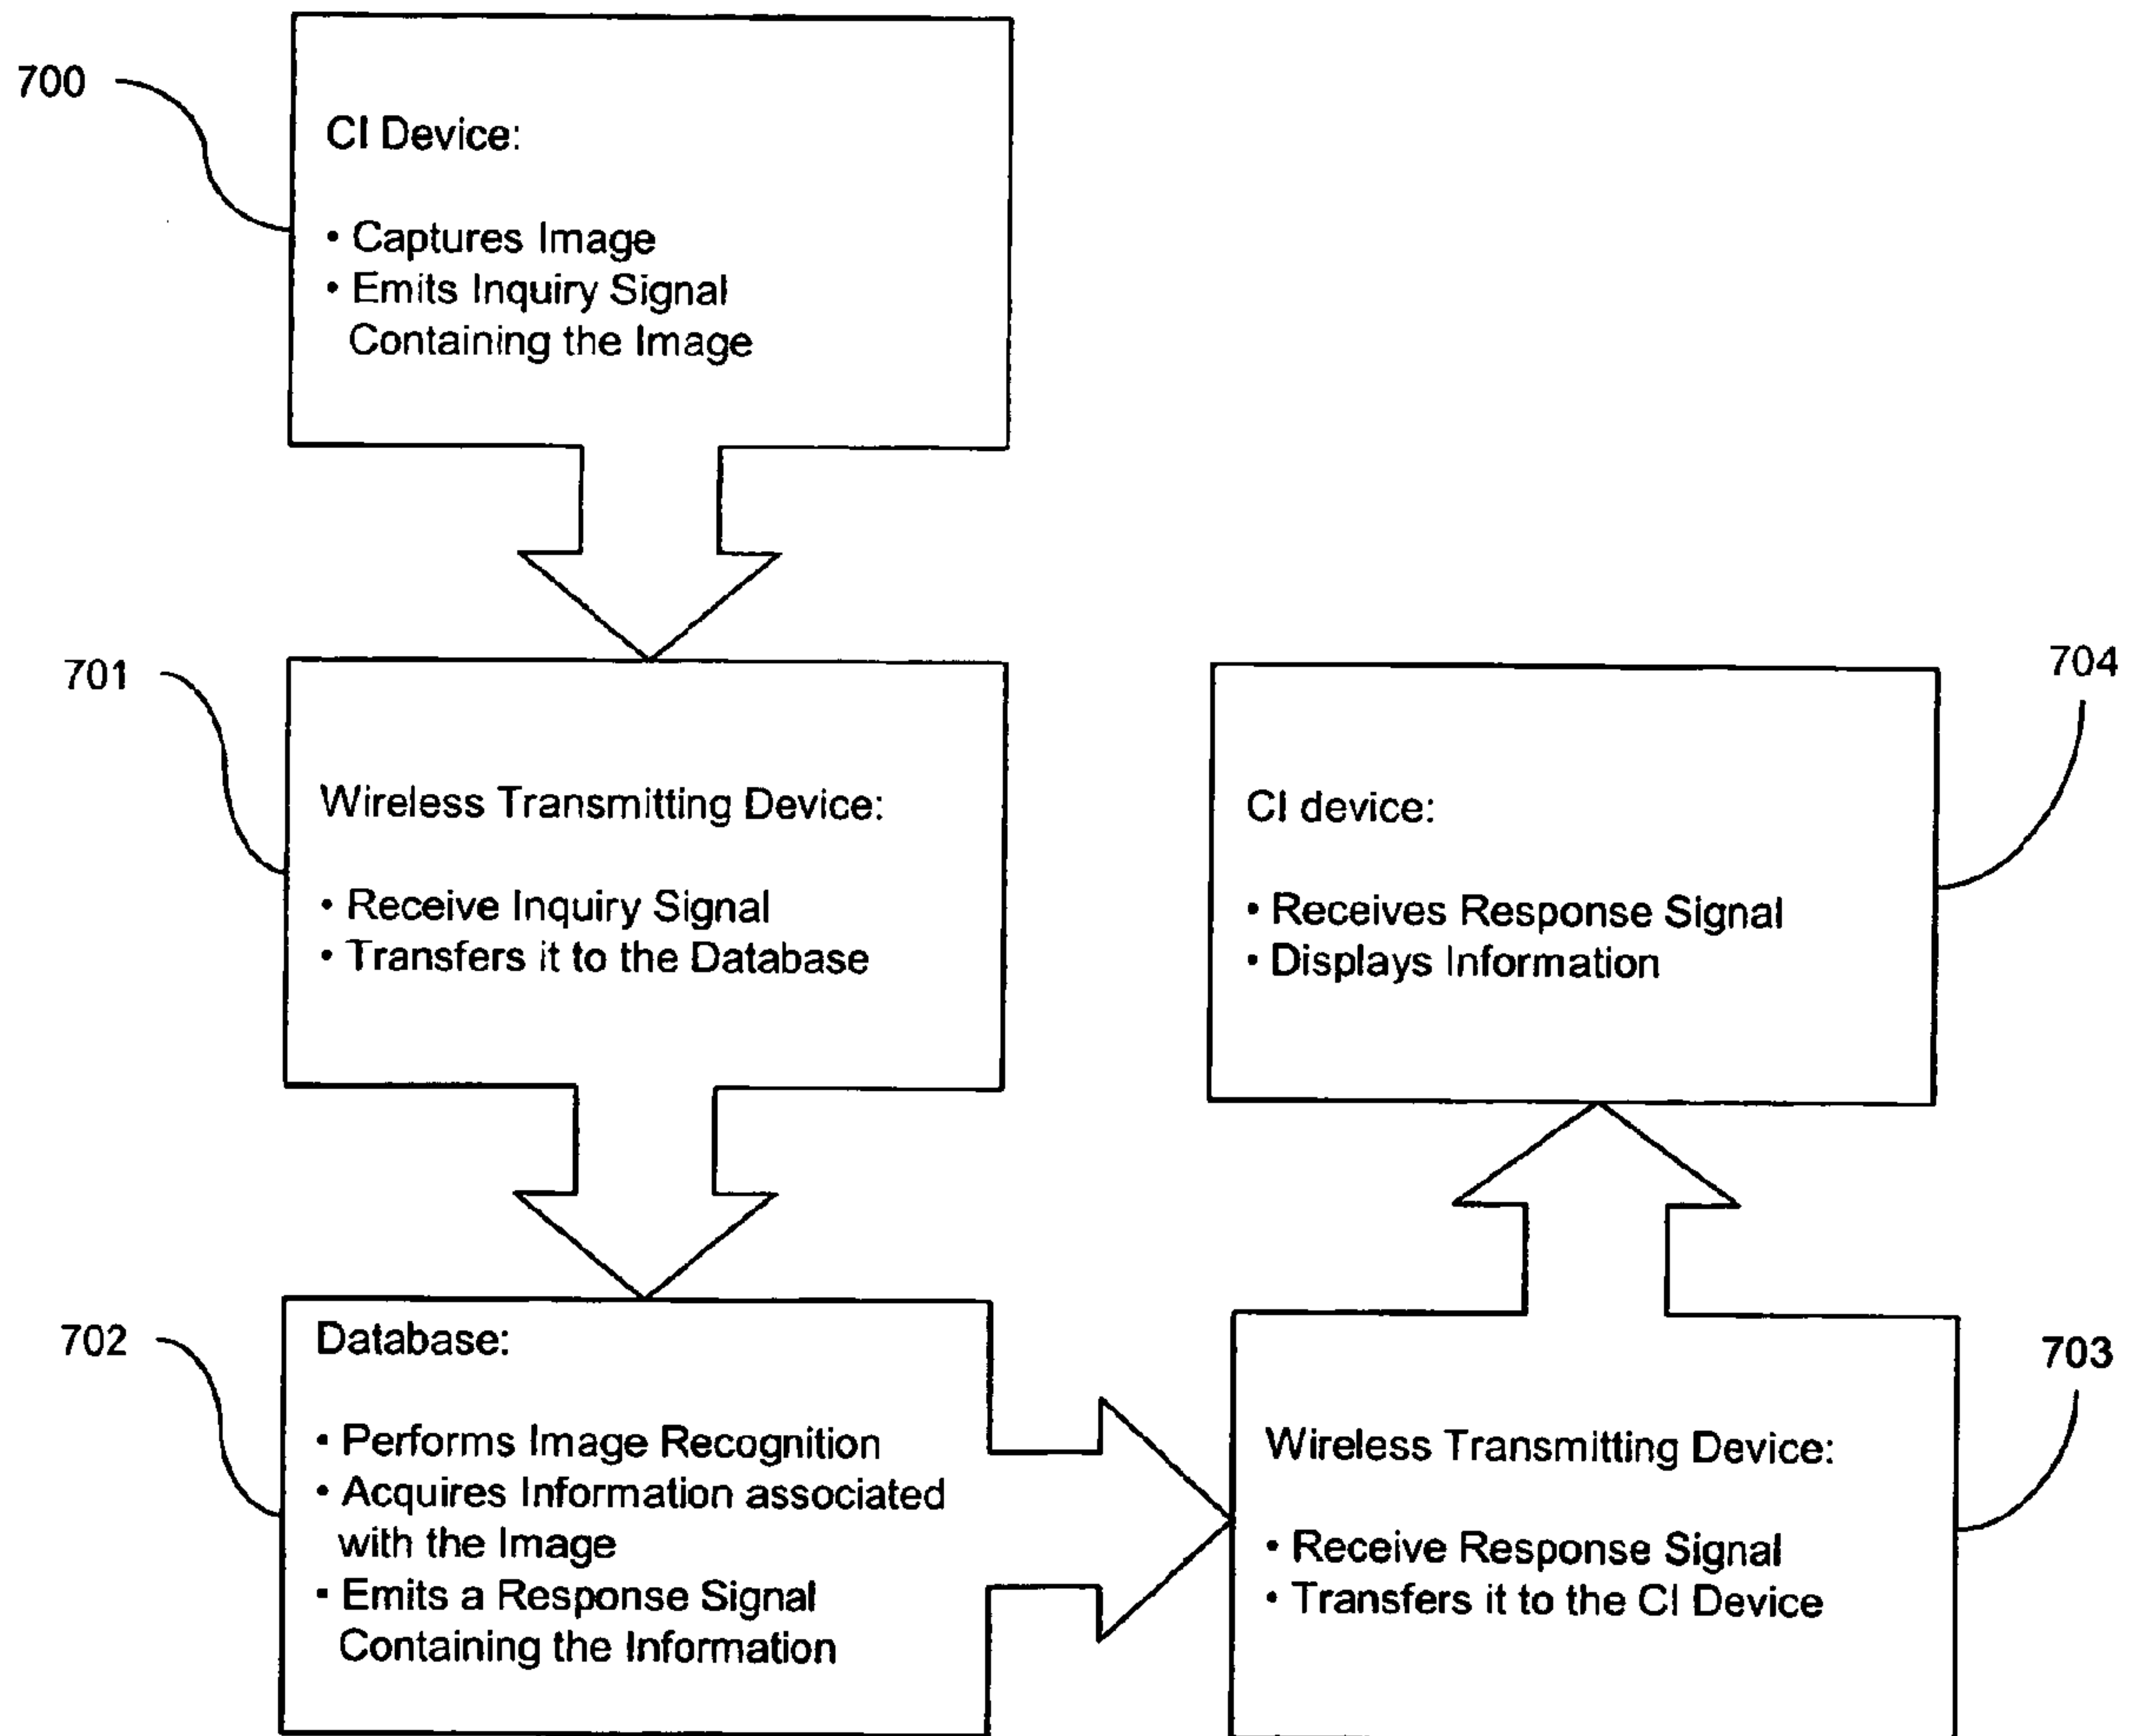 700
CI Device:
• Captures Image
• Emits Inquiry Signal
Containing the Image
701
Wireless Transmitting Device:
• Receive Inquiry Signal
• Transfers it to the Database
702
Database:
• Performs Image Recognition
• Acquires Information associated
with the Image
• Emits a Response Signal
Containing the Information
703
Wireless Transmitting Device:
• Receive Response Signal
• Transfers it to the CI Device
704
CI device:
• Receives Response Signal
• Displays Information